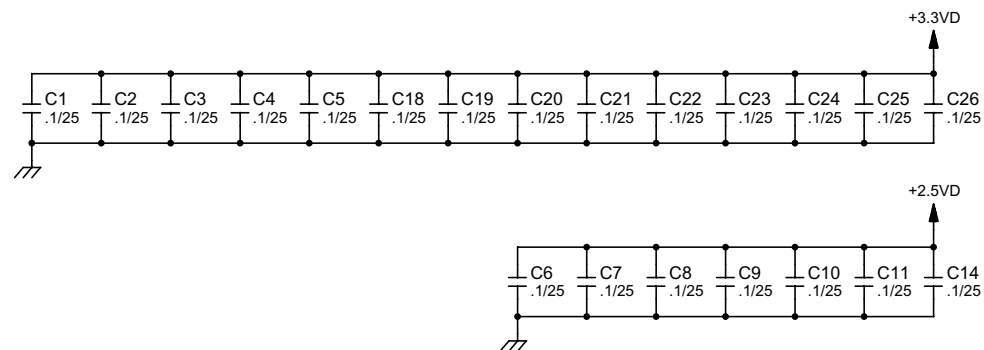 +3.3VD
C1 C2 C3 C4 C5 C18 C19 C20 C21 C22 C23 C24 C25 C26
.1/25 .1/25 .1/25 .1/25 .1/25 .1/25 .1/25 .1/25 .1/25 .1/25 .1/25 .1/25 .1/25 .1/25
+2.5VD
C6 C7 C8 C9 C10 C11 C14
.1/25 .1/25 .1/25 .1/25 .1/25 .1/25 .1/25